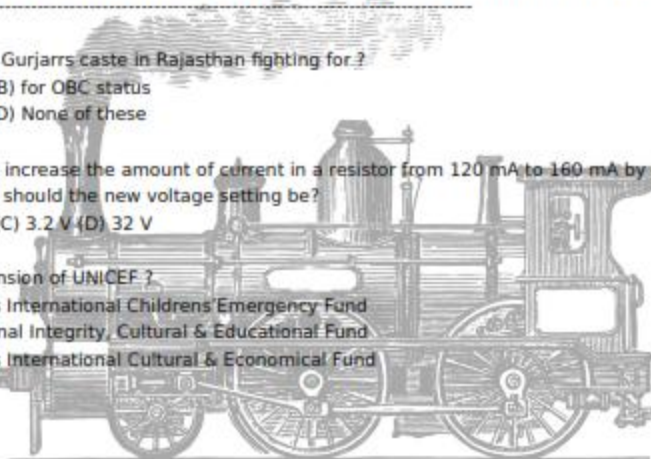 Gurjarrs caste in Rajasthan fighting for ?
B) for OBC status
D) None of these
increase the amount of current in a resistor from 120 mA to 160 mA by
should the new voltage setting be?
C) 3.2 V (D) 32 V
nsion of UNICEF ?
s International Childrens'Emergency Fund
nal Integrity, Cultural & Educational Fund
s International Cultural & Economical Fund